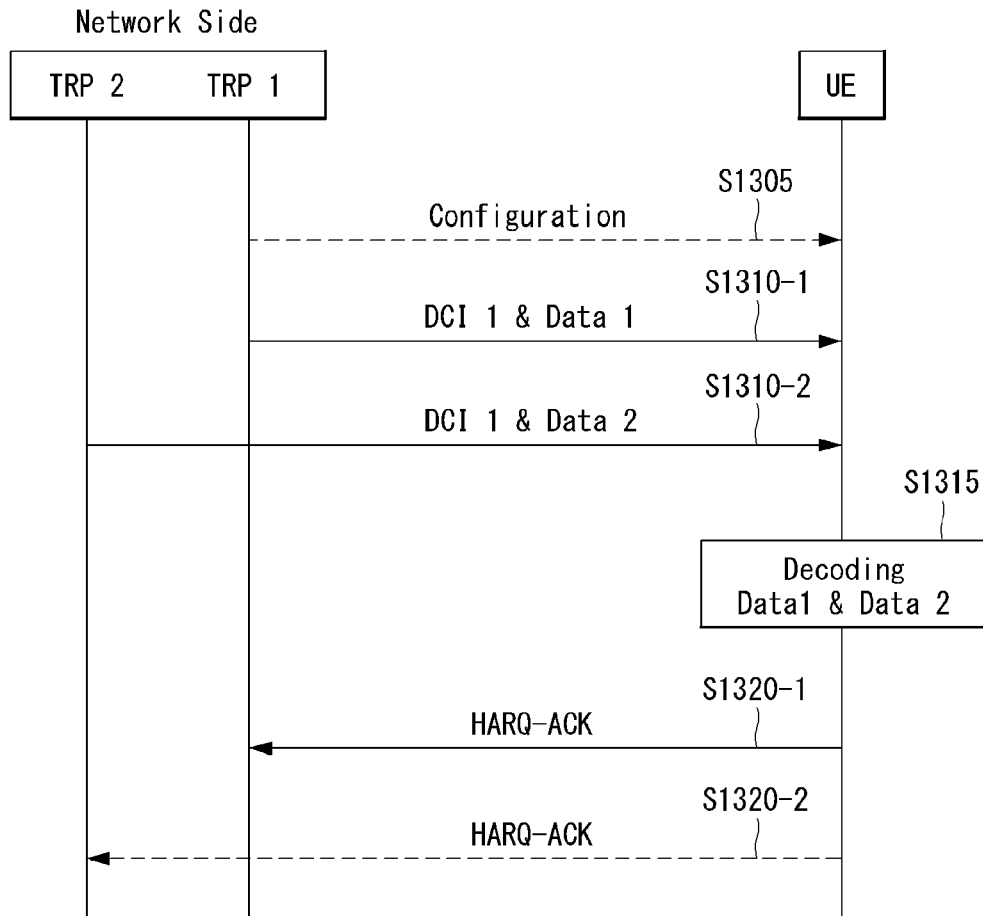 Network Side
TRP 2
TRP 1
UE
S1305
Configuration
S1310-1
DCI 1 & Data 1
S1310-2
DCI 1 & Data 2
S1315
Decoding
Data1 & Data 2
S1320-1
HARQ-ACK
S1320-2
HARQ-ACK